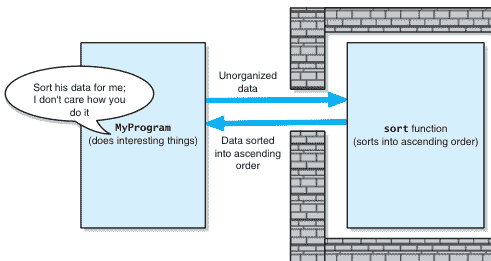 Sort his data for me;
I don't care how you
do it
MyProgram
(does interesting things)
Unorganized
data
Data sorted
into ascending
order
sort function
(sorts into ascending order)